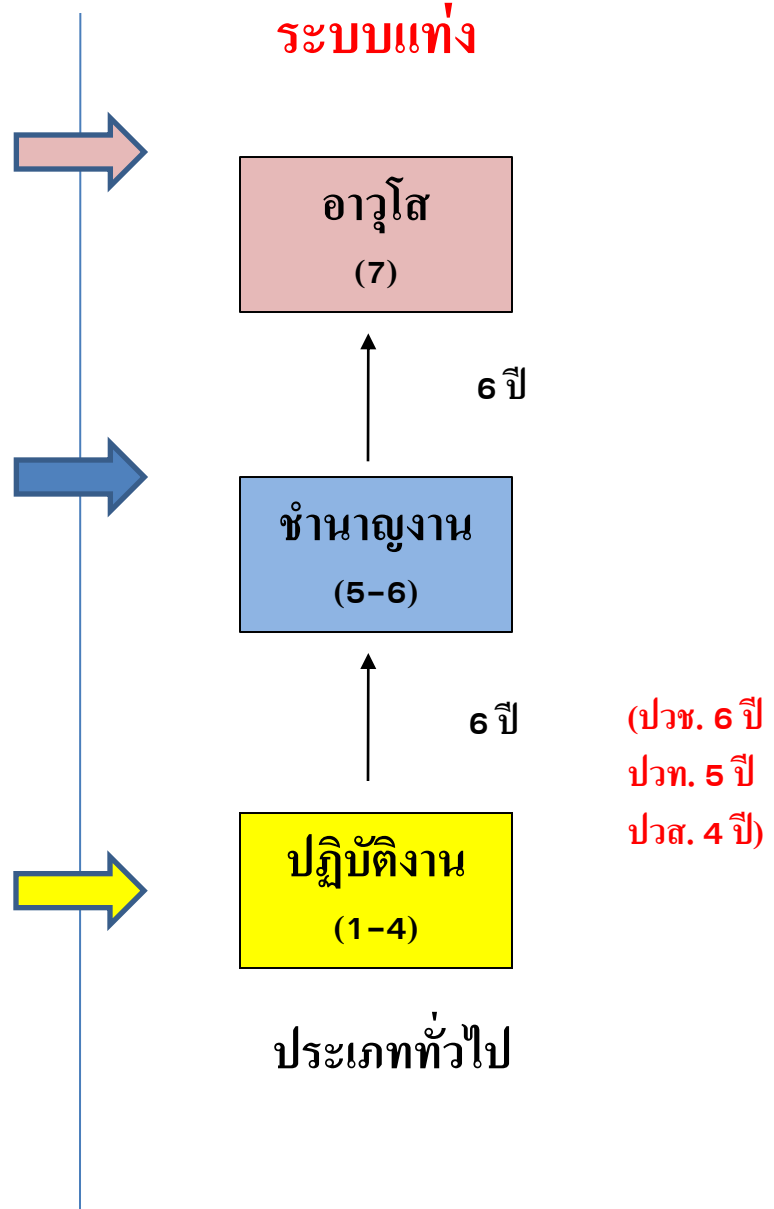 ระบบแท่ง
อาวุโส
(7)
6 ปี
ชำนาญงาน
(5-6)
6 ปี
(ปวช. 6 ปี
ปวท. 5 ปี
ปวส. 4 ปี)
ปฏิบัติงาน
(1-4)
ประเภททั่วไป